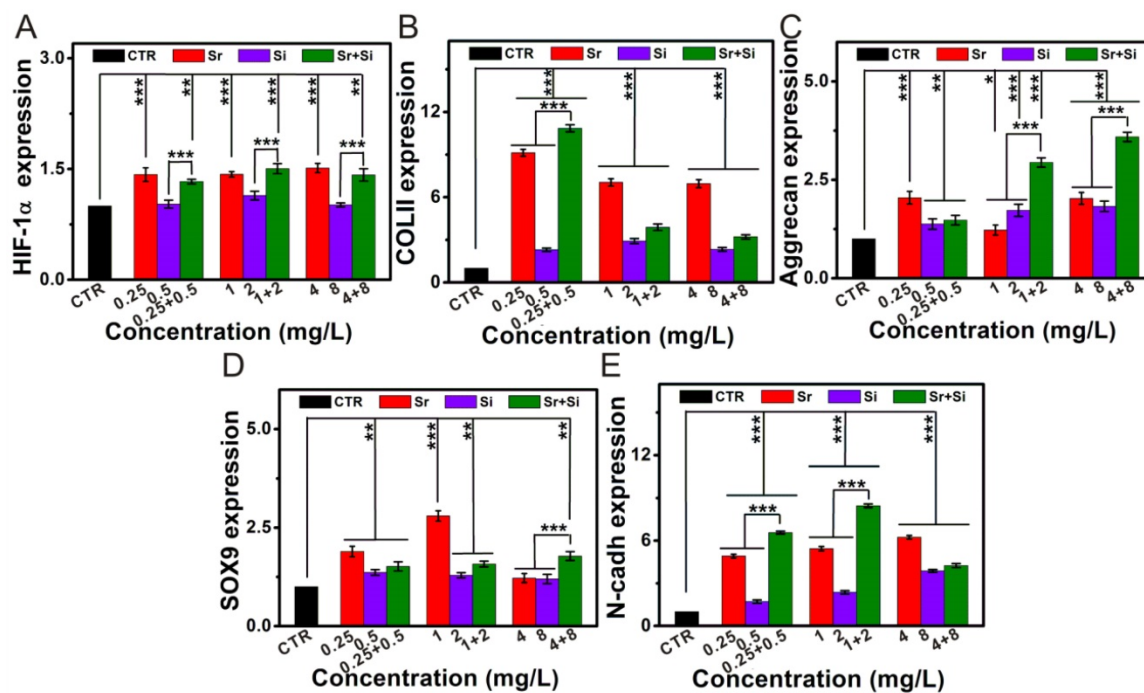 A
CTR Sr Si Sr+Si
HIF-1α expression
3.0
1.5
0.0
*** ** *** *** *** **
*** *** ***
CTR 0.25 0.5 0.25+0.5 1 2 1+2 4 8 4+8
Concentration (mg/L)
B
CTR Sr Si Sr+Si
COLII expression
12
6
0
*** *** ***
***
CTR 0.25 0.5 0.25+0.5 1 2 1+2 4 8 4+8
Concentration (mg/L)
C
CTR Sr Si Sr+Si
Aggrecan expression
5.0
2.5
0.0
*** ** * *** *** ***
*** ***
CTR 0.25 0.5 0.25+0.5 1 2 1+2 4 8 4+8
Concentration (mg/L)
D
CTR Sr Si Sr+Si
SOX9 expression
5.0
2.5
0.0
** *** ** **
***
CTR 0.25 0.5 0.25+0.5 1 2 1+2 4 8 4+8
Concentration (mg/L)
E
CTR Sr Si Sr+Si
N-cadh expression
12
6
0
*** *** ***
*** ***
CTR 0.25 0.5 0.25+0.5 1 2 1+2 4 8 4+8
Concentration (mg/L)